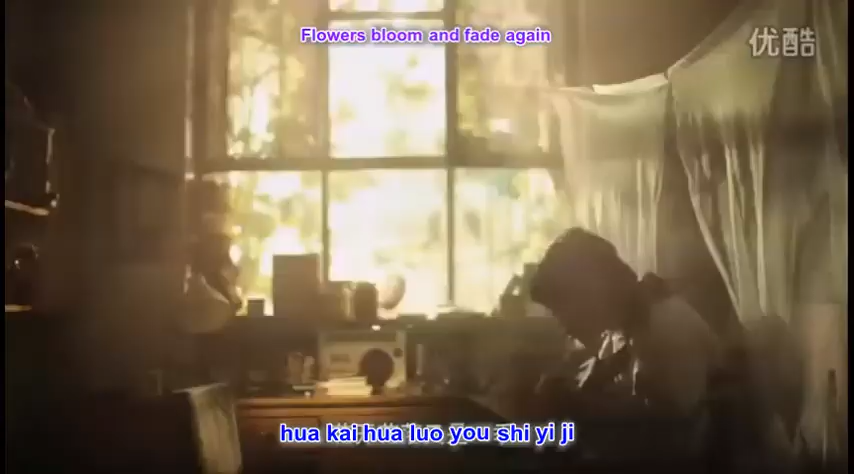 Flowers bloom and fade again
优酷
hua kai hua luo you shi yi ji